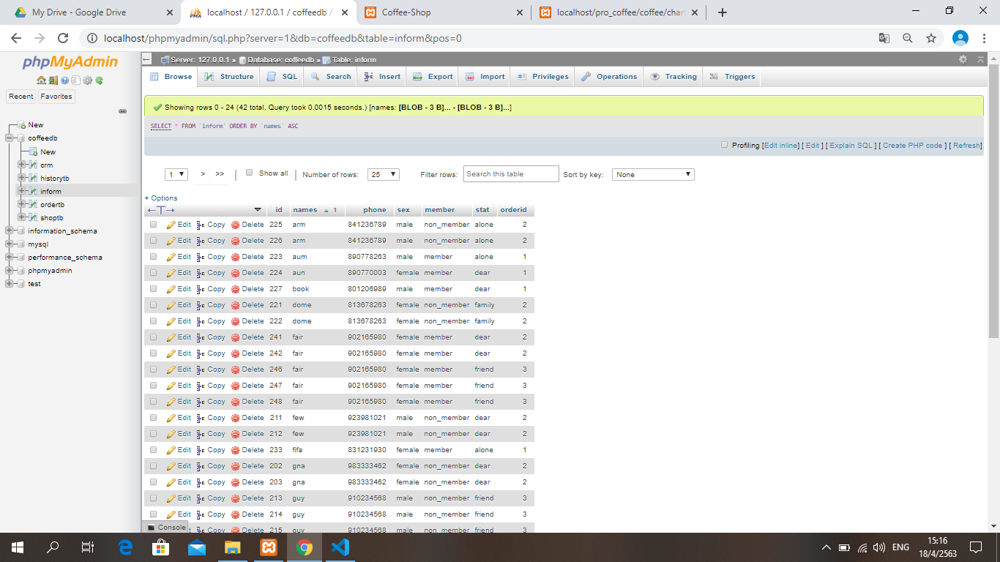 My Drive - Google Drive
localhost / 127.0.0.1 / coffeedb /
Coffee-Shop
localhost/pro_coffee/coffee/char
localhost/phpmyadmin/sql.php?server=1&db=coffeedb&table=inform&pos=0
phpMyAdmin
Recent Favorites
New
coffeedb
New
crm
historytb
inform
ordertb
shoptb
information_schema
mysql
performance_schema
phpmyadmin
test
Server: 127.0.0.1 » Database: coffeedb » Table: inform
Browse Structure SQL Search Insert Export Import Privileges Operations Tracking Triggers
Showing rows 0 - 24 (42 total, Query took 0.0015 seconds.) [names: [BLOB - 3 B]... - [BLOB - 3 B]...]
SELECT * FROM `inform` ORDER BY `names` ASC
Profiling [Edit inline] [ Edit ] [ Explain SQL ] [ Create PHP code ] [ Refresh]
1 > >> Show all Number of rows: 25 Filter rows: Search this table Sort by key: None
+ Options
←T→ id names 1 phone sex member stat orderid
Edit Copy Delete 225 arm 841236789 male non_member alone 2
Edit Copy Delete 226 arm 841236789 male non_member alone 2
Edit Copy Delete 223 aum 890778263 male member alone 1
Edit Copy Delete 224 aun 890770003 female member dear 1
Edit Copy Delete 227 book 801206989 male member dear 1
Edit Copy Delete 221 dome 813678263 female non_member family 2
Edit Copy Delete 222 dome 813678263 female non_member family 2
Edit Copy Delete 241 fair 902165980 female member dear 2
Edit Copy Delete 242 fair 902165980 female member dear 2
Edit Copy Delete 246 fair 902165980 female member friend 3
Edit Copy Delete 247 fair 902165980 female member friend 3
Edit Copy Delete 248 fair 902165980 female member friend 3
Edit Copy Delete 211 few 923981021 male non_member dear 2
Edit Copy Delete 212 few 923981021 male non_member dear 2
Edit Copy Delete 233 fifa 831231930 female member alone 1
Edit Copy Delete 202 gna 983333462 female non_member dear 2
Edit Copy Delete 203 gna 983333462 female non_member dear 2
Edit Copy Delete 213 guy 910234568 male non_member friend 3
Edit Copy Delete 214 guy 910234568 male non_member friend 3
Copy Delete 215 guy 910234568 male non_member friend 3
Console
ENG
15:16
18/4/2563